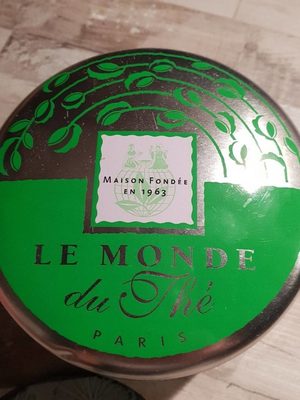 MAISON FONDÉE
EN 1963
LE MONDE
du Thé
PARIS